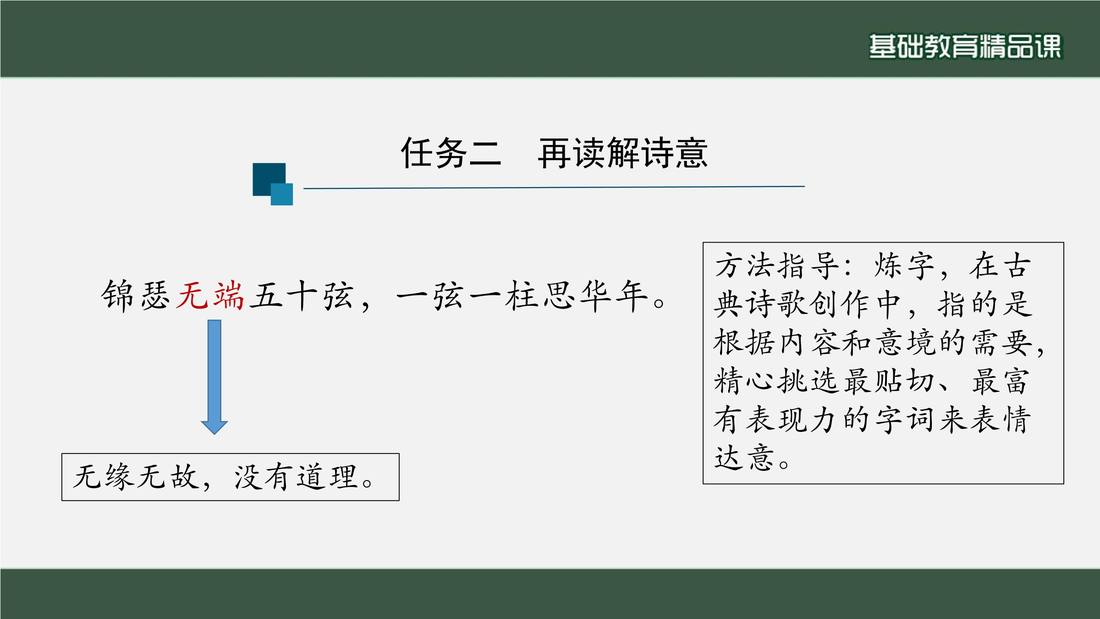 基础教育精品课
任务二 再读解诗意
锦瑟无端五十弦，一弦一柱思华年。
无缘无故，没有道理。
方法指导：炼字，在古
典诗歌创作中，指的是
根据内容和意境的需要，
精心挑选最贴切、最富
有表现力的字词来表情
达意。